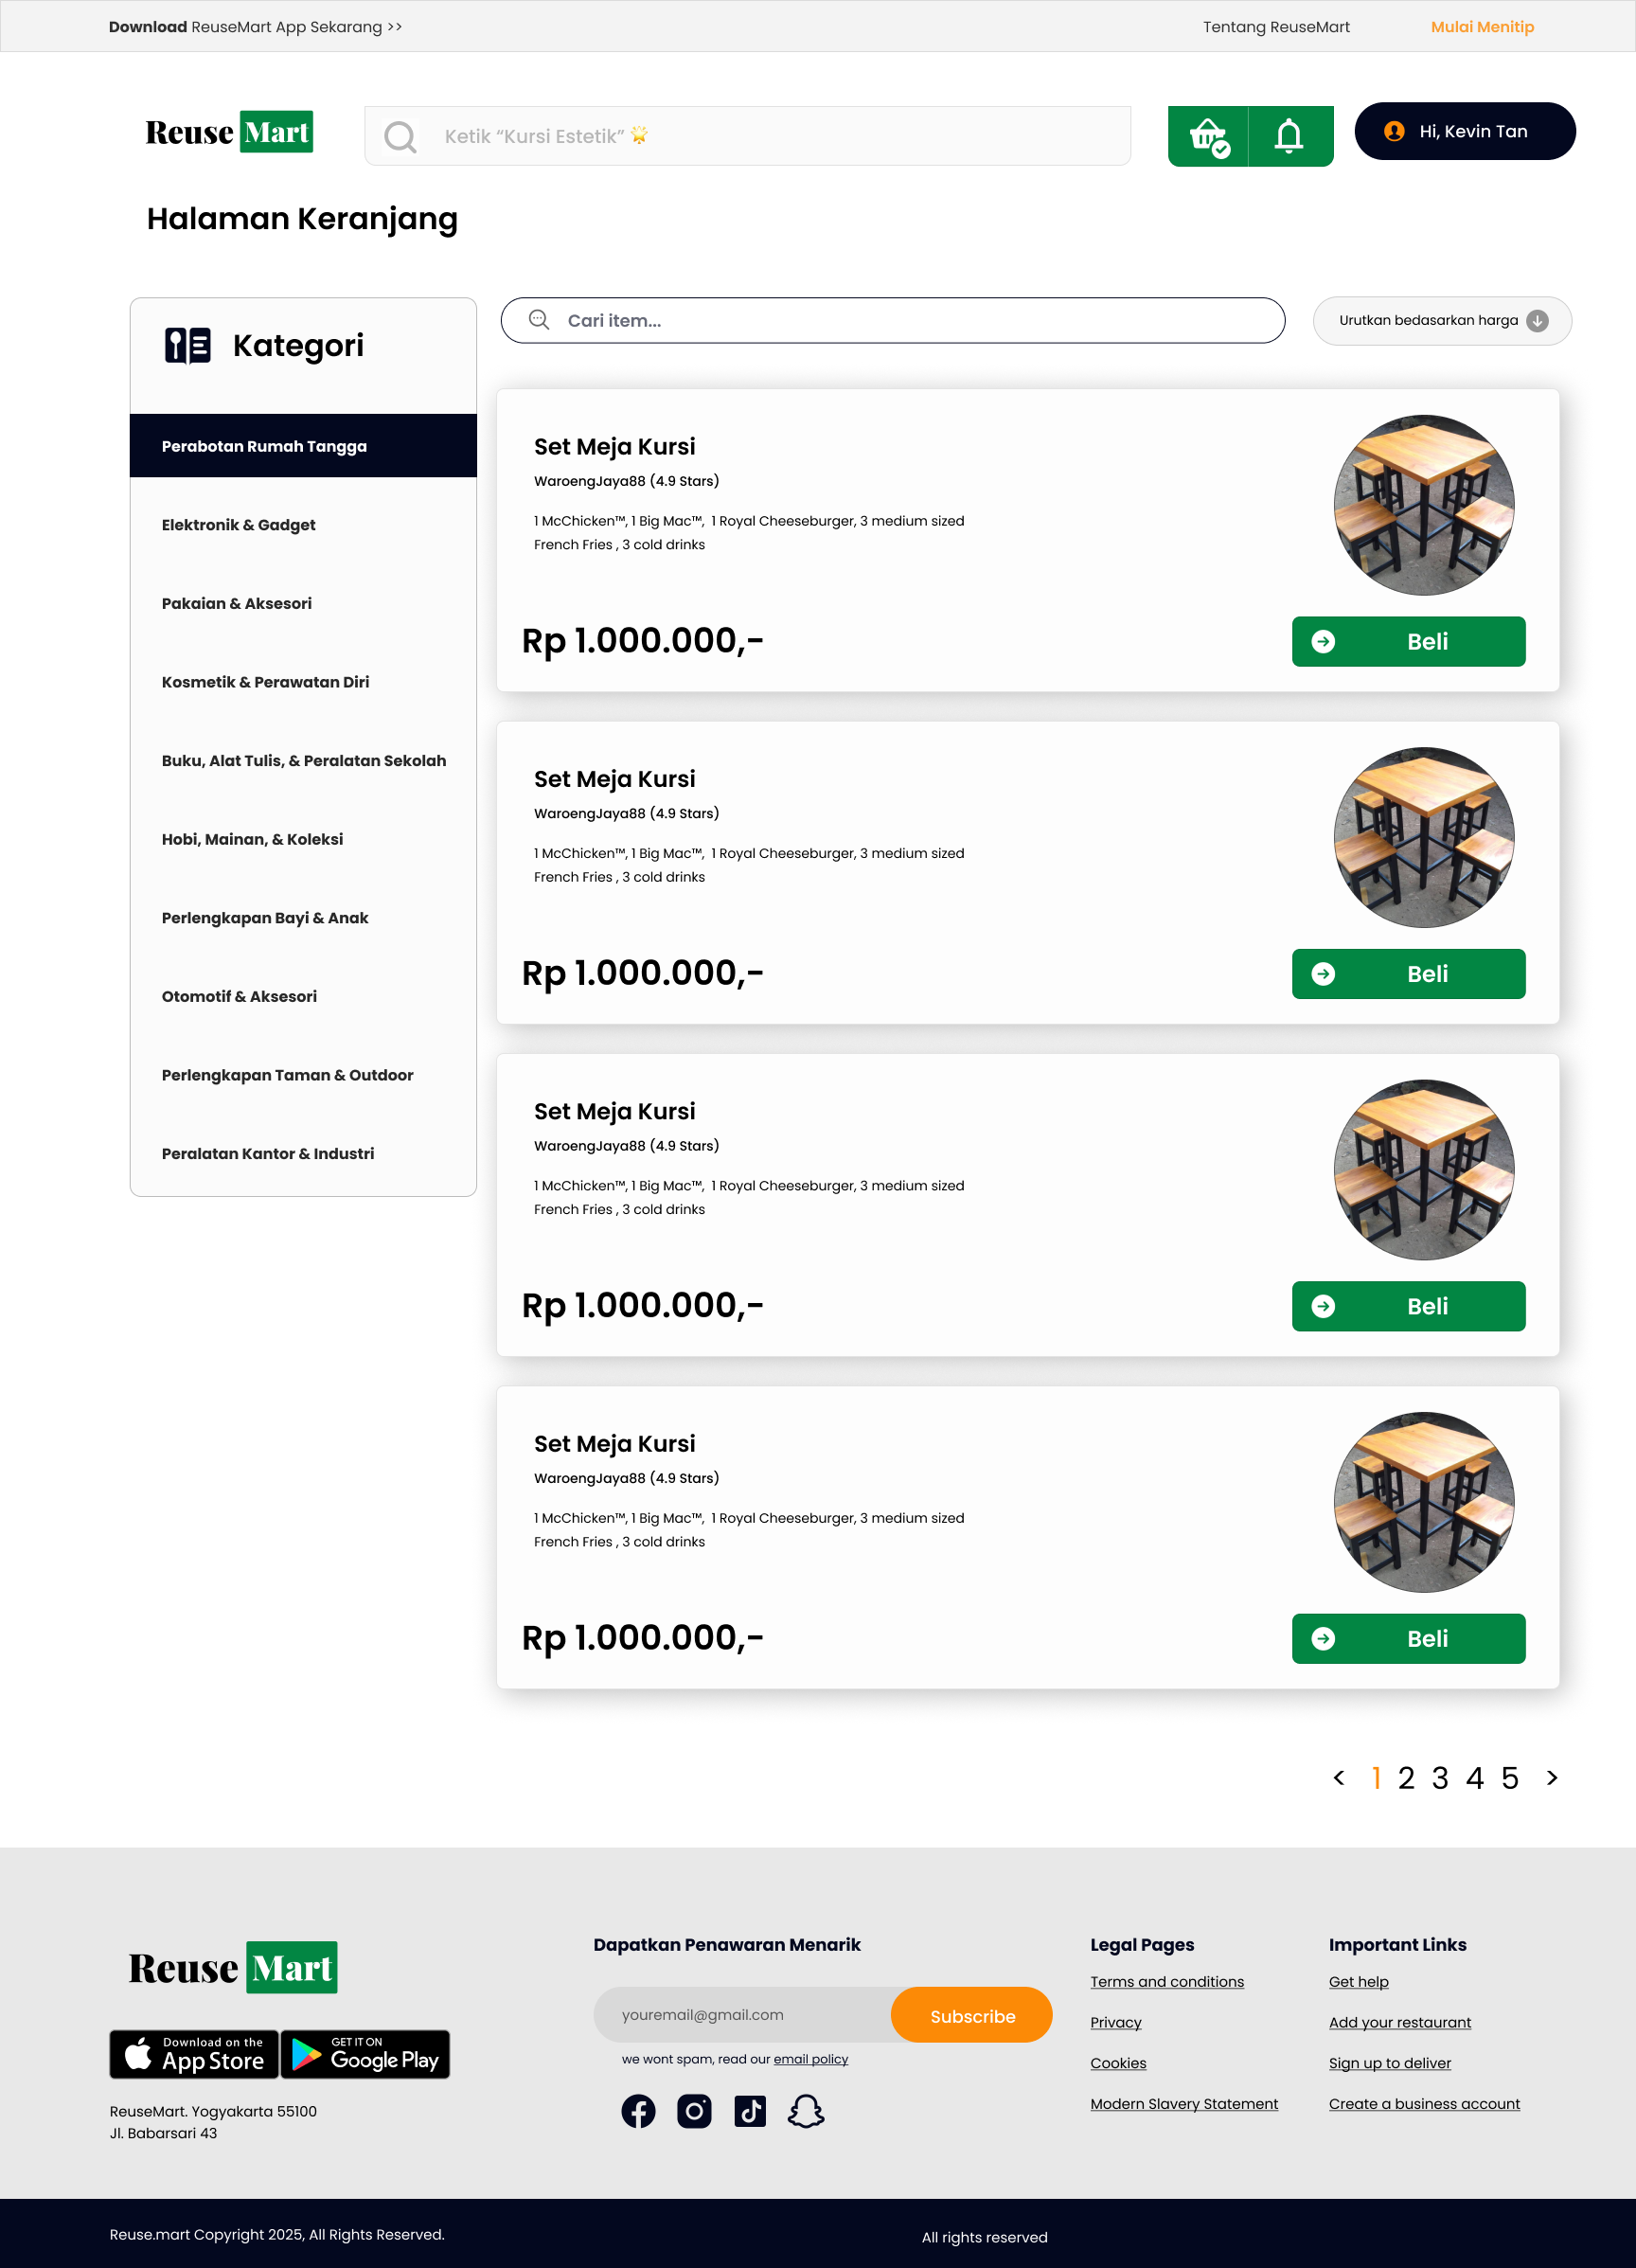 Download ReuseMart App Sekarang >>
Tentang ReuseMart
Mulai Menitip
Reuse Mart
Ketik “Kursi Estetik” 🌟
Hi, Kevin Tan
Halaman Keranjang
Kategori
Perabotan Rumah Tangga
Elektronik & Gadget
Pakaian & Aksesori
Kosmetik & Perawatan Diri
Buku, Alat Tulis, & Peralatan Sekolah
Hobi, Mainan, & Koleksi
Perlengkapan Bayi & Anak
Otomotif & Aksesori
Perlengkapan Taman & Outdoor
Peralatan Kantor & Industri
Cari item...
Urutkan bedasarkan harga
Set Meja Kursi
WaroengJaya88 (4.9 Stars)
1 McChicken™, 1 Big Mac™, 1 Royal Cheeseburger, 3 medium sized
French Fries , 3 cold drinks
Rp 1.000.000,-
Beli
Set Meja Kursi
WaroengJaya88 (4.9 Stars)
1 McChicken™, 1 Big Mac™, 1 Royal Cheeseburger, 3 medium sized
French Fries , 3 cold drinks
Rp 1.000.000,-
Beli
Set Meja Kursi
WaroengJaya88 (4.9 Stars)
1 McChicken™, 1 Big Mac™, 1 Royal Cheeseburger, 3 medium sized
French Fries , 3 cold drinks
Rp 1.000.000,-
Beli
Set Meja Kursi
WaroengJaya88 (4.9 Stars)
1 McChicken™, 1 Big Mac™, 1 Royal Cheeseburger, 3 medium sized
French Fries , 3 cold drinks
Rp 1.000.000,-
Beli
< 1 2 3 4 5 >
Reuse Mart
Download on the
App Store
GET IT ON
Google Play
ReuseMart. Yogyakarta 55100
Jl. Babarsari 43
Dapatkan Penawaran Menarik
youremail@gmail.com
Subscribe
we wont spam, read our email policy
Legal Pages
Terms and conditions
Privacy
Cookies
Modern Slavery Statement
Important Links
Get help
Add your restaurant
Sign up to deliver
Create a business account
Reuse.mart Copyright 2025, All Rights Reserved.
All rights reserved